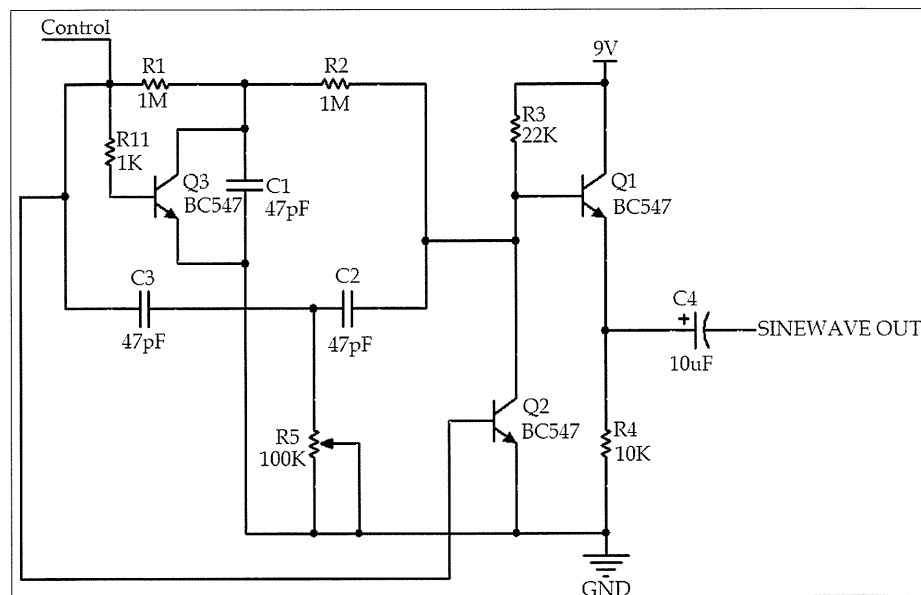 Control
9V
R1
1M
R2
1M
R3
22K
R11
1K
Q3
BC547
C1
47pF
Q1
BC547
C3
47pF
C2
47pF
C4
+
10uF
SINEWAVE OUT
Q2
BC547
R5
100K
R4
10K
GND